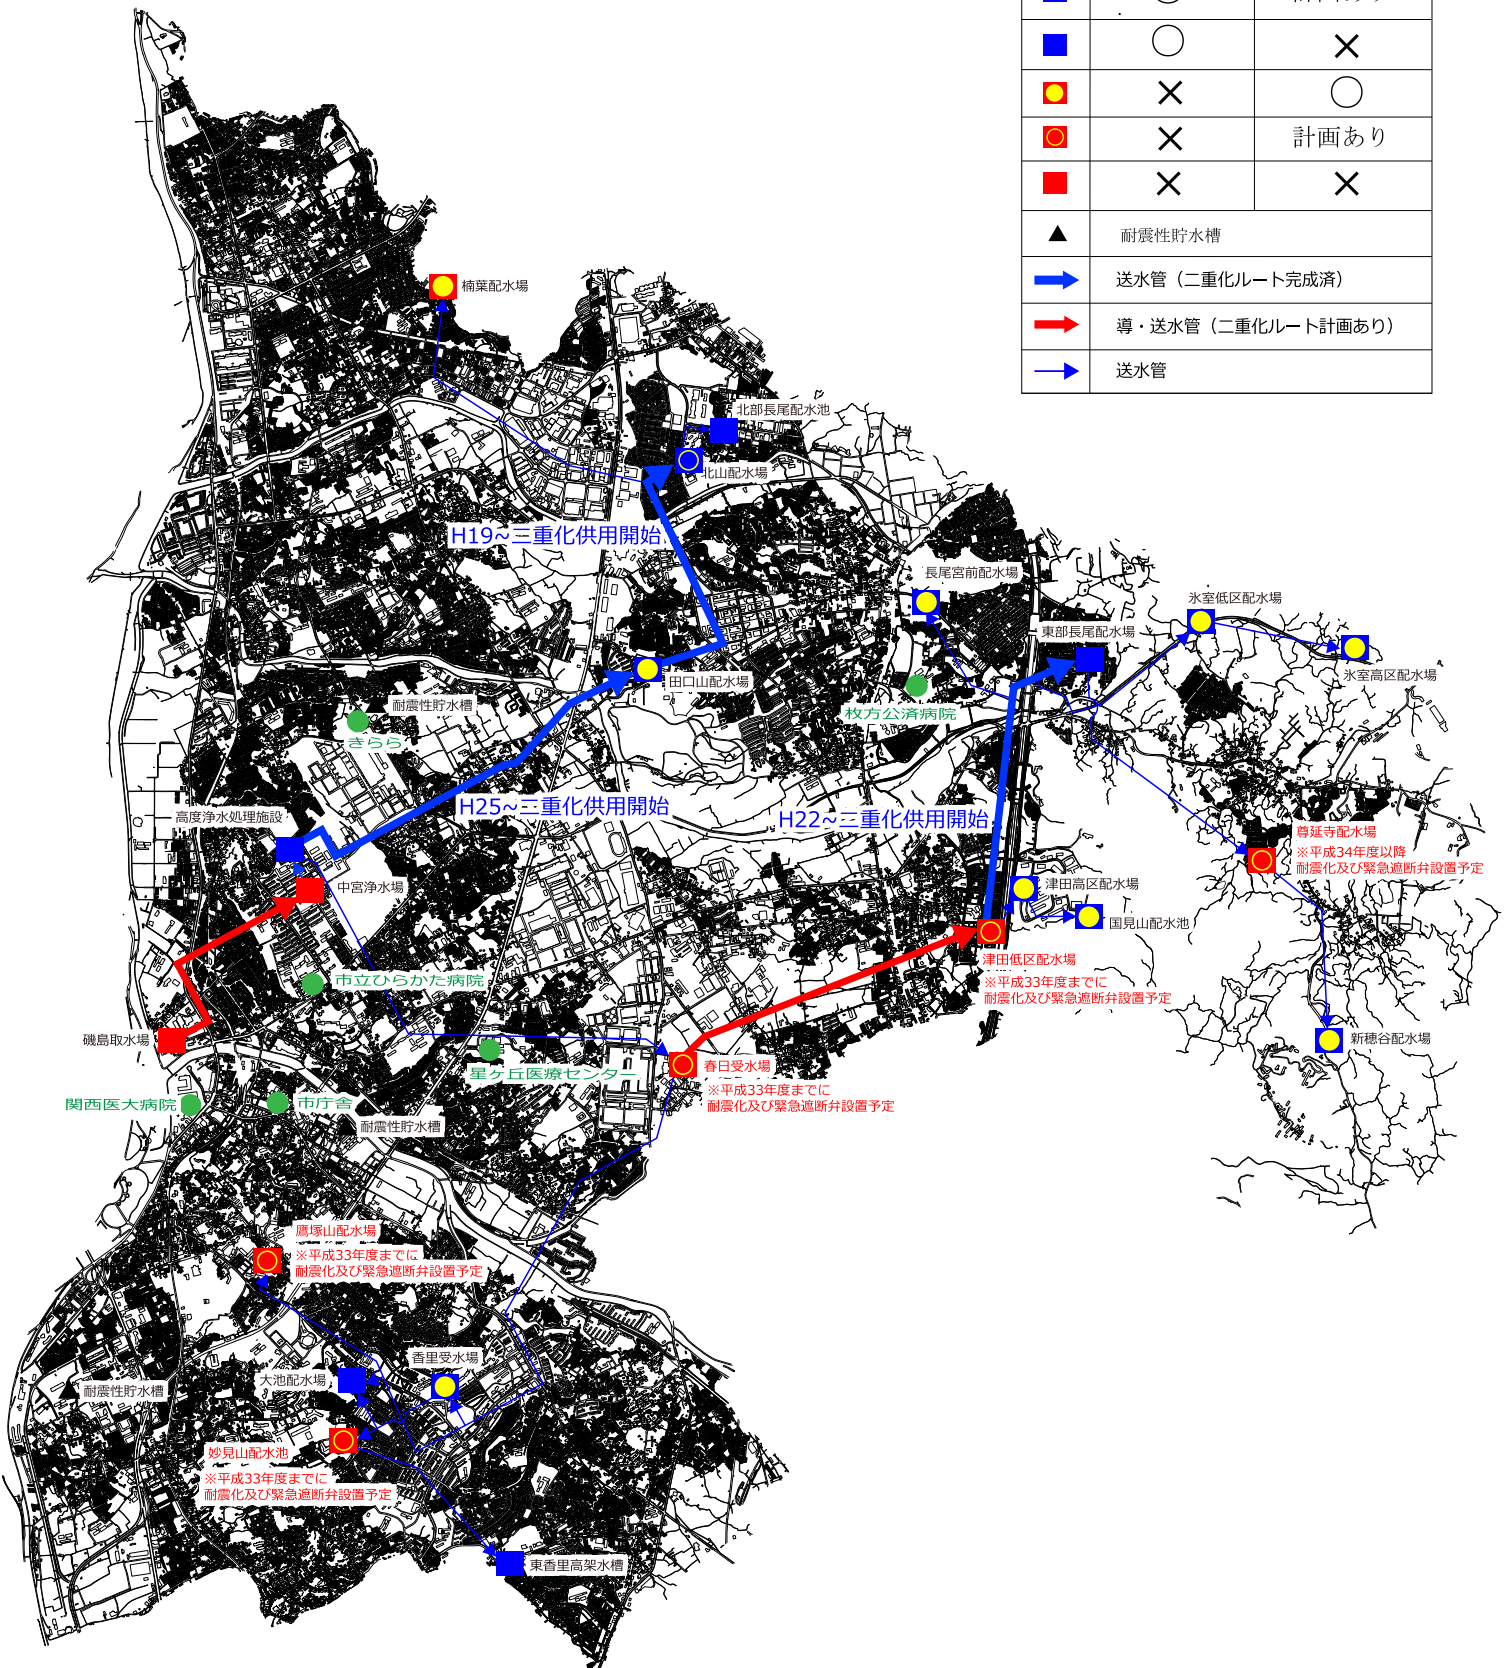 計画あり
耐震性貯水槽
送水管（二重化ルート完成済）
導・送水管（二重化ルート計画あり）
送水管
楠葉配水場
北部長尾配水池
北山配水場
H19~二重化供用開始
長尾宮前配水場
氷室低区配水場
東部長尾配水場
氷室高区配水場
田口山配水場
耐震性貯水槽
枚方公済病院
きらら
H25~二重化供用開始
高度浄水処理施設
H22~二重化供用開始
尊延寺配水場
※平成34年度以降
耐震化及び緊急遮断弁設置予定
中宮浄水場
津田高区配水場
国見山配水池
津田低区配水場
※平成33年度までに
耐震化及び緊急遮断弁設置予定
市立ひらかた病院
磯島取水場
新穂谷配水場
星ヶ丘医療センター
春日受水場
※平成33年度までに
耐震化及び緊急遮断弁設置予定
関西医大病院
市庁舎
耐震性貯水槽
鷹塚山配水場
※平成33年度までに
耐震化及び緊急遮断弁設置予定
香里受水場
大池配水場
耐震性貯水槽
妙見山配水池
※平成33年度までに
耐震化及び緊急遮断弁設置予定
東香里高架水槽